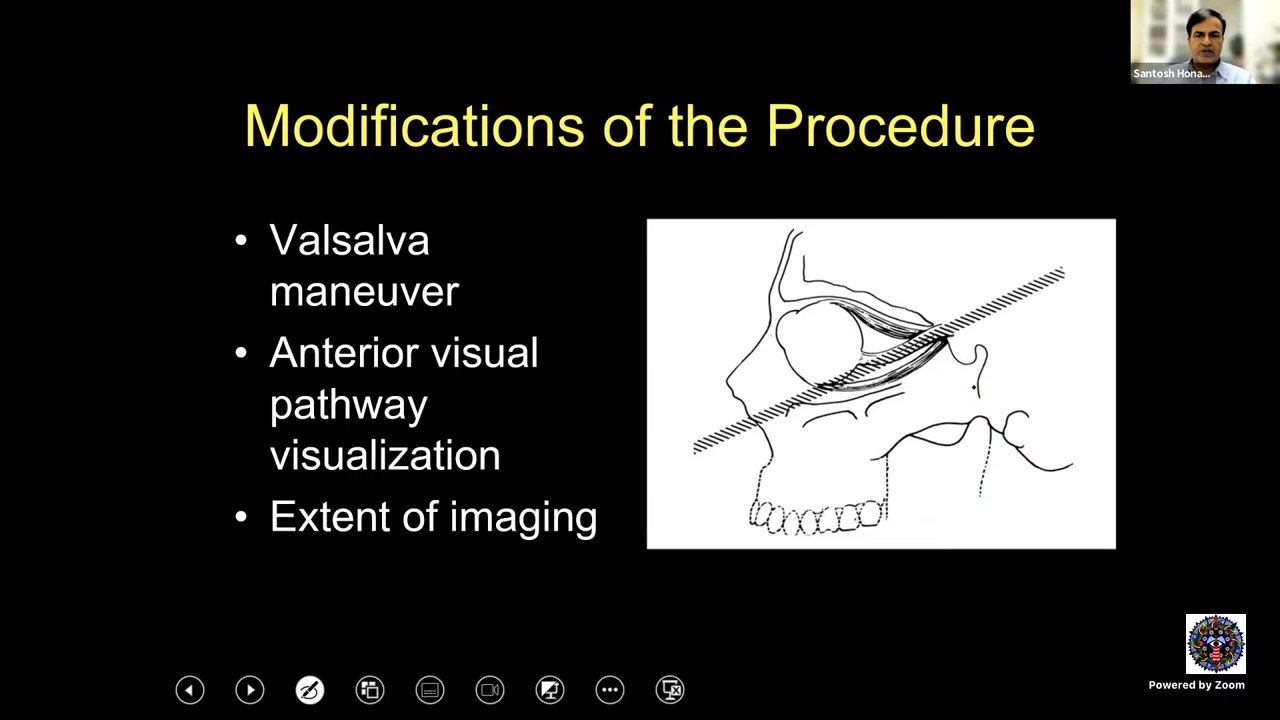 Santosh Hona...
Modifications of the Procedure
• Valsalva
maneuver
• Anterior visual
pathway
visualization
• Extent of imaging
Powered by Zoom